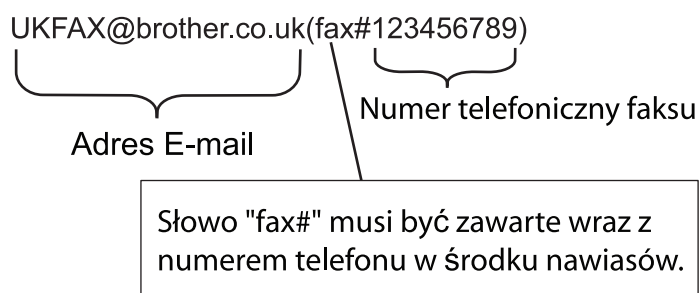 UKFAX@brother.co.uk(fax#123456789)
Numer telefoniczny faksu
Adres E-mail
Słowo "fax#" musi być zawarte wraz z
numerem telefonu w środku nawiasów.